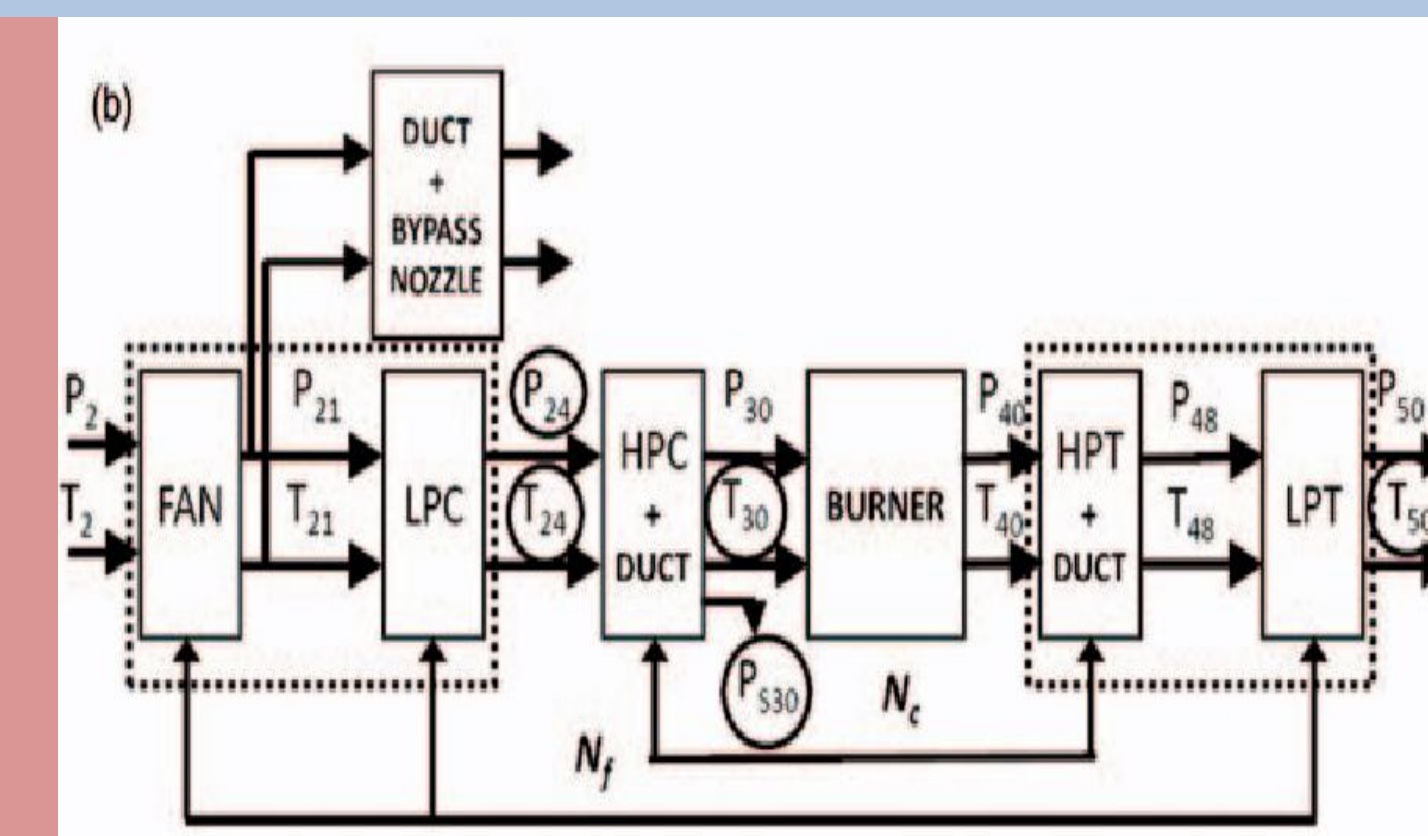 (b)
DUCT
+
BYPASS
NOZZLE
P2
T2
FAN
P21
T21
LPC
P24
T24
HPC
+
DUCT
P30
T30
PS30
BURNER
P40
T40
HPT
+
DUCT
P48
T48
LPT
P50
T50
Nc
Nf